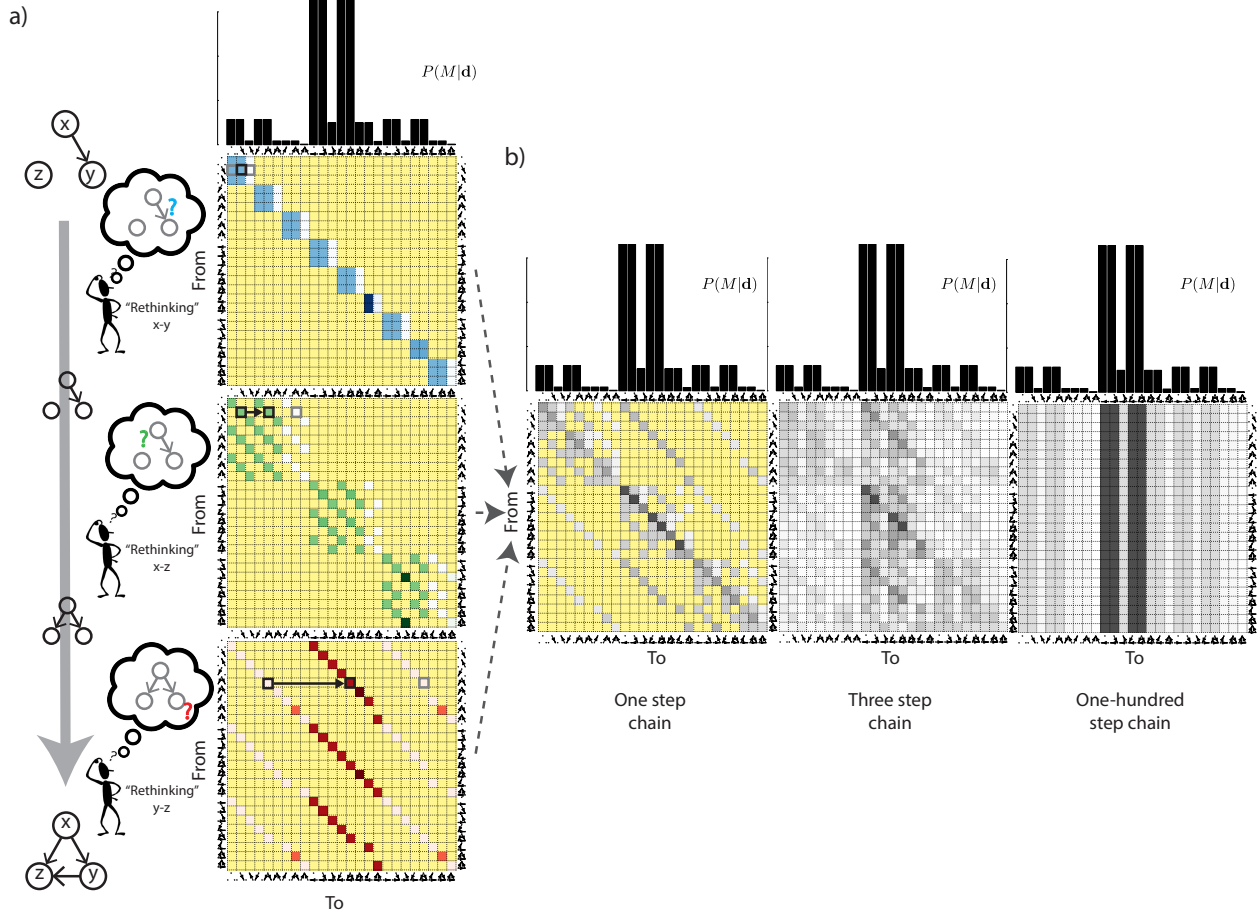 a)
P(M|d)
x
z
y
?
?
"Rethinking"
x-y
From
b)
P(M|d)
P(M|d)
P(M|d)
?
?
"Rethinking"
x-z
From
From
To
To
To
One step
chain
Three step
chain
One-hundred
step chain
?
?
"Rethinking"
y-z
From
x
z
y
To